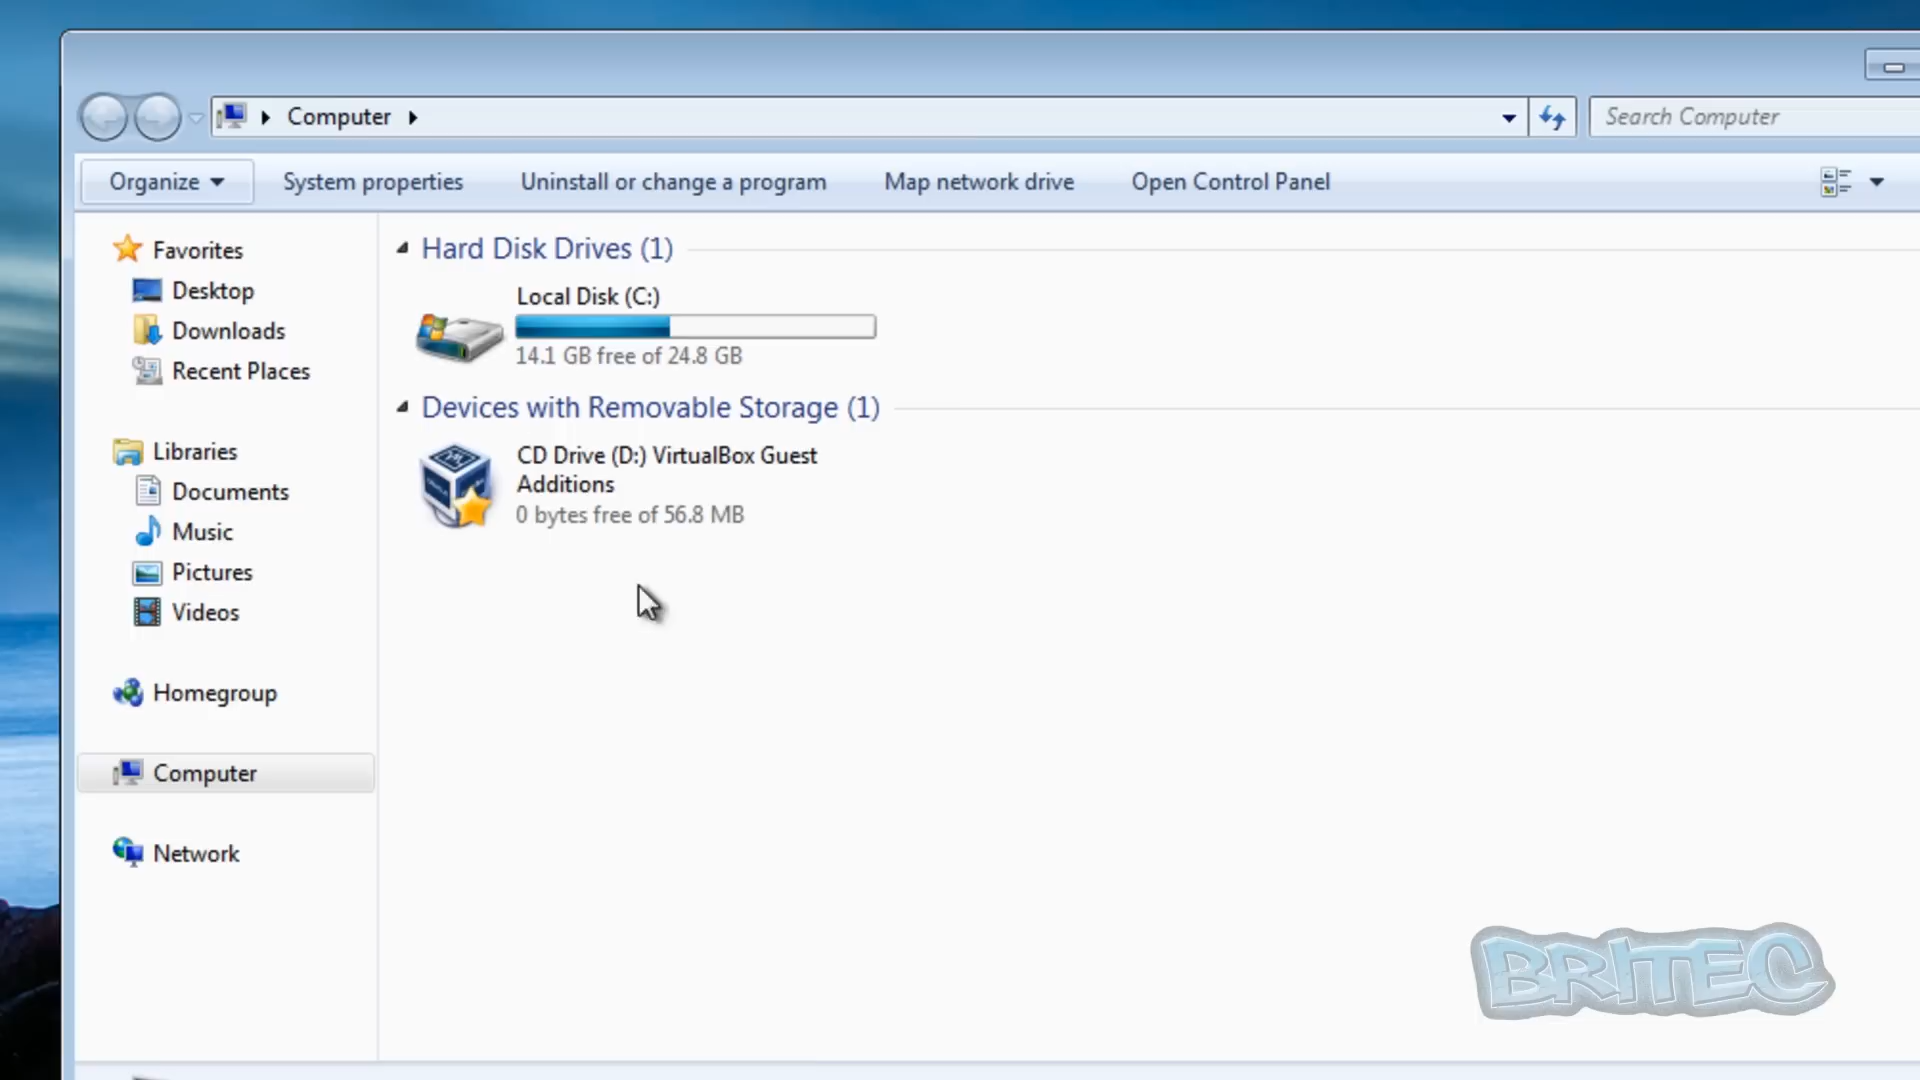 Computer
Search Computer
Organize
System properties
Uninstall or change a program
Map network drive
Open Control Panel
Favorites
Desktop
Downloads
Recent Places
Libraries
Documents
Music
Pictures
Videos
Homegroup
Computer
Network
Hard Disk Drives (1)
Local Disk (C:)
14.1 GB free of 24.8 GB
Devices with Removable Storage (1)
CD Drive (D:) VirtualBox Guest
Additions
0 bytes free of 56.8 MB
BRITEC